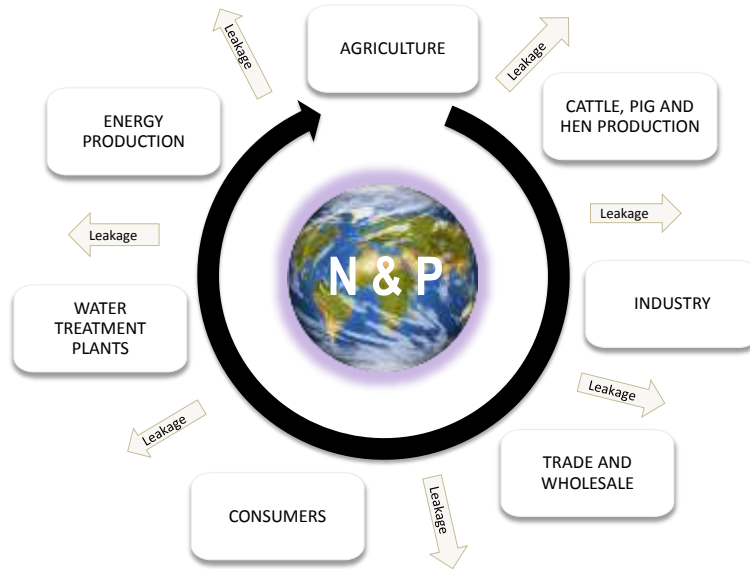 AGRICULTURE
Leakage
CATTLE, PIG AND
HEN PRODUCTION
Leakage
INDUSTRY
Leakage
TRADE AND
WHOLESALE
Leakage
CONSUMERS
Leakage
WATER
TREATMENT
PLANTS
Leakage
ENERGY
PRODUCTION
Leakage
N & P